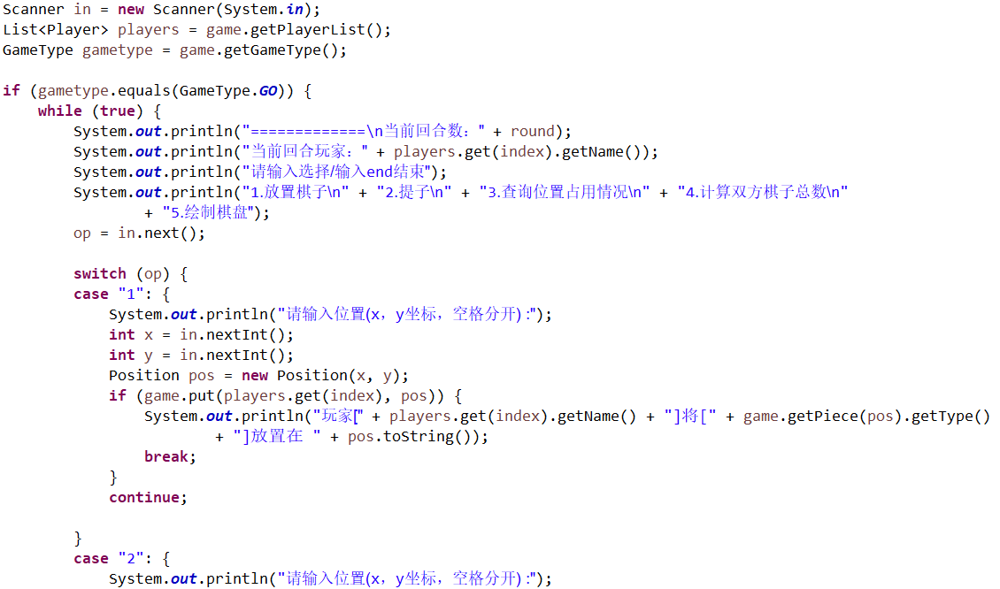 Scanner in = new Scanner(System.in);
List<Player> players = game.getPlayerList();
GameType gametype = game.getGameType();

if (gametype.equals(GameType.GO)) {
    while (true) {
        System.out.println("=============\n当前回合数：" + round);
        System.out.println("当前回合玩家：" + players.get(index).getName());
        System.out.println("请输入选择/输入end结束");
        System.out.println("1.放置棋子\n" + "2.提子\n" + "3.查询位置占用情况\n" + "4.计算双方棋子总数\n"
                + "5.绘制棋盘");
        op = in.next();

        switch (op) {
        case "1": {
            System.out.println("请输入位置(x，y坐标，空格分开) :");
            int x = in.nextInt();
            int y = in.nextInt();
            Position pos = new Position(x, y);
            if (game.put(players.get(index), pos)) {
                System.out.println("玩家[" + players.get(index).getName() + "]将[" + game.getPiece(pos).getType()
                        + "]放置在 " + pos.toString());
                break;
            }
            continue;

        }
        case "2": {
            System.out.println("请输入位置(x，y坐标，空格分开) :");